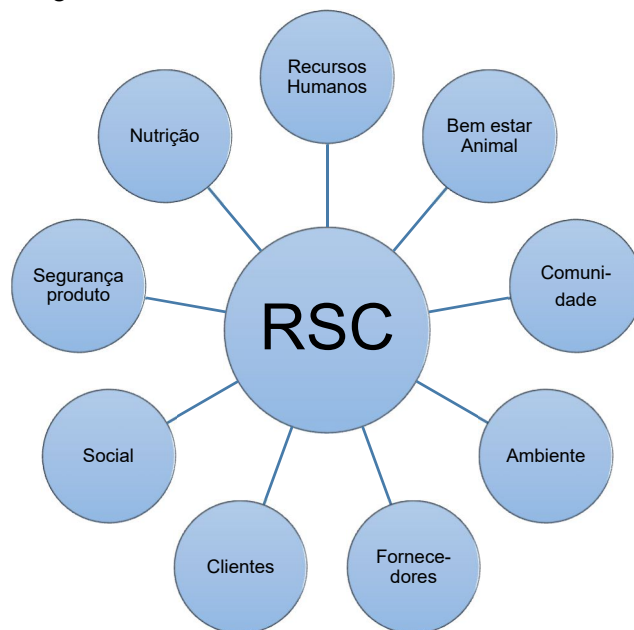 Recursos
Humanos
Bem estar
Animal
Nutrição
Comuni-
dade
Segurança
produto
RSC
Social
Ambiente
Clientes
Fornece-
dores